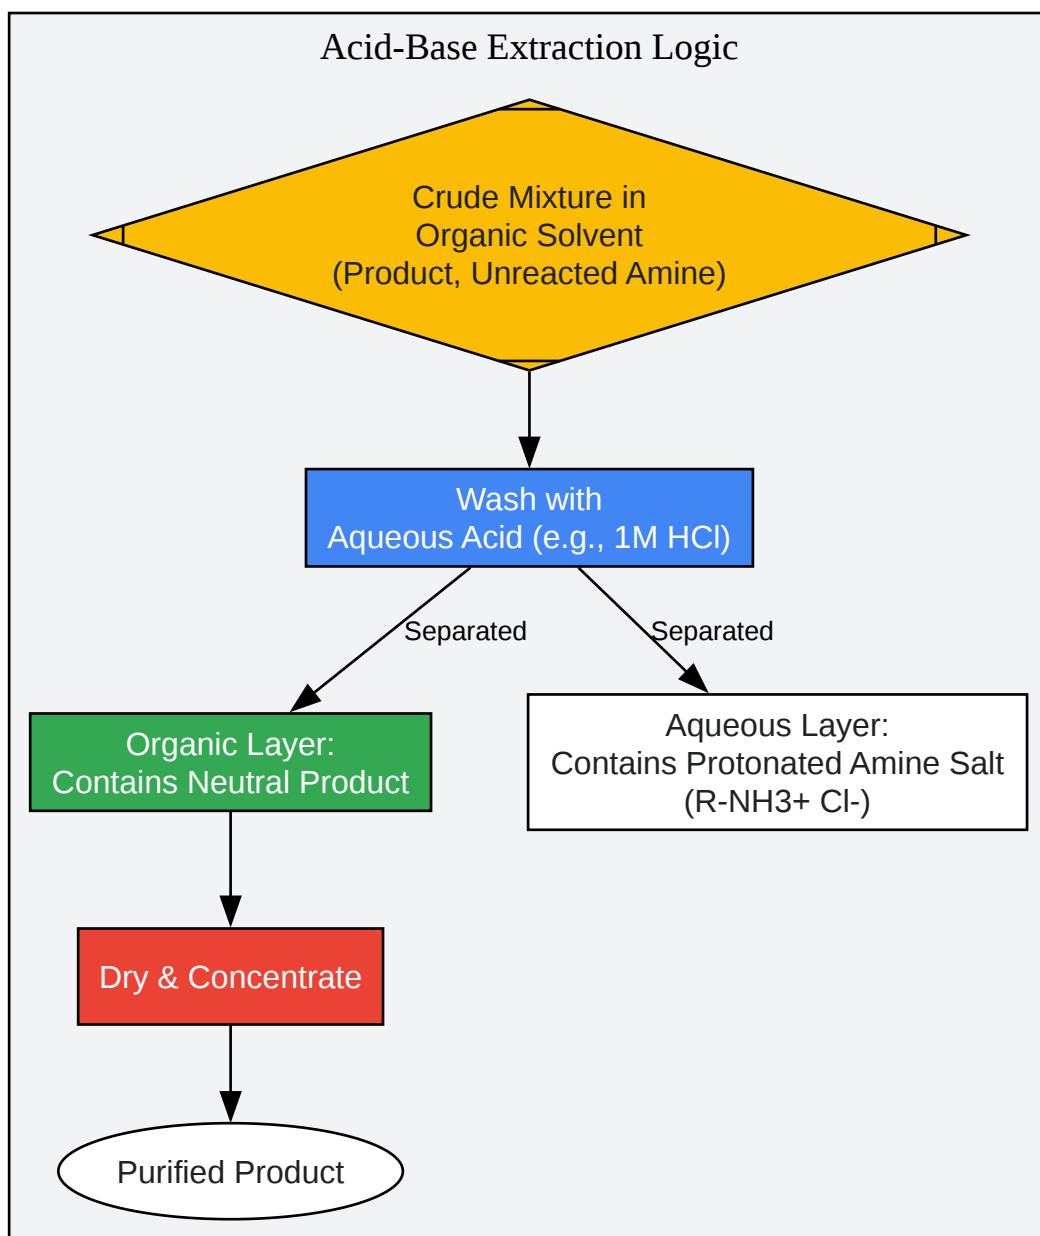 Acid-Base Extraction Logic
Crude Mixture in
Organic Solvent
(Product, Unreacted Amine)
Wash with
Aqueous Acid (e.g., 1M HCl)
Separated
Separated
Organic Layer:
Contains Neutral Product
Aqueous Layer:
Contains Protonated Amine Salt
(R-NH3+ Cl-)
Dry & Concentrate
Purified Product